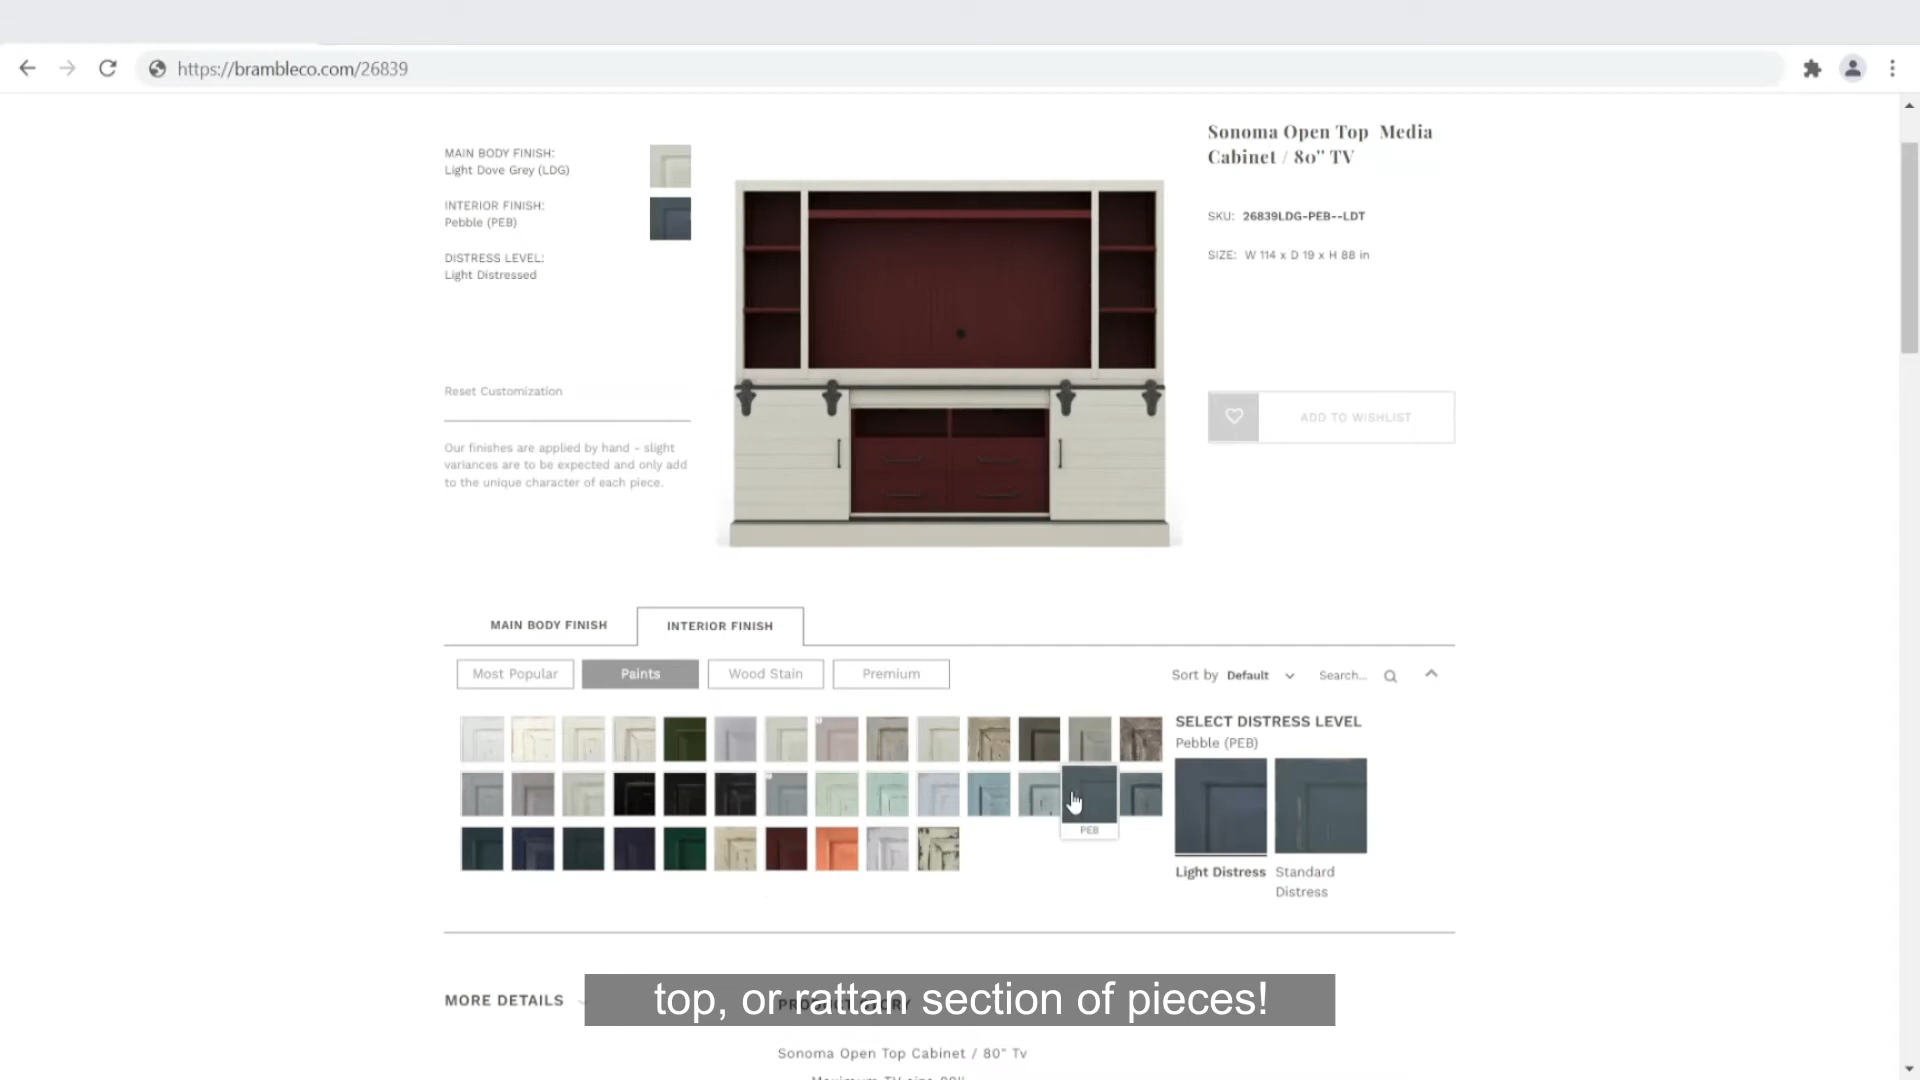 https://brambleco.com/26839
MAIN BODY FINISH:
Light Dove Grey (LDG)
INTERIOR FINISH:
Pebble (PEB)
DISTRESS LEVEL:
Light Distressed
Reset Customization
Our finishes are applied by hand - slight
variances are to be expected and only add
to the unique character of each piece.
Sonoma Open Top Media
Cabinet / 80" TV
SKU: 26839LDG-PEB--LDT
SIZE: W 114 x D 19 x H 88 in
ADD TO WISHLIST
MAIN BODY FINISH
INTERIOR FINISH
Most Popular
Paints
Wood Stain
Premium
Sort by Default
Search...
SELECT DISTRESS LEVEL
Pebble (PEB)
PEB
Light Distress
Standard
Distress
MORE DETAILS
top, or rattan section of pieces!
Sonoma Open Top Cabinet / 80" Tv
Maximum TV size 80"